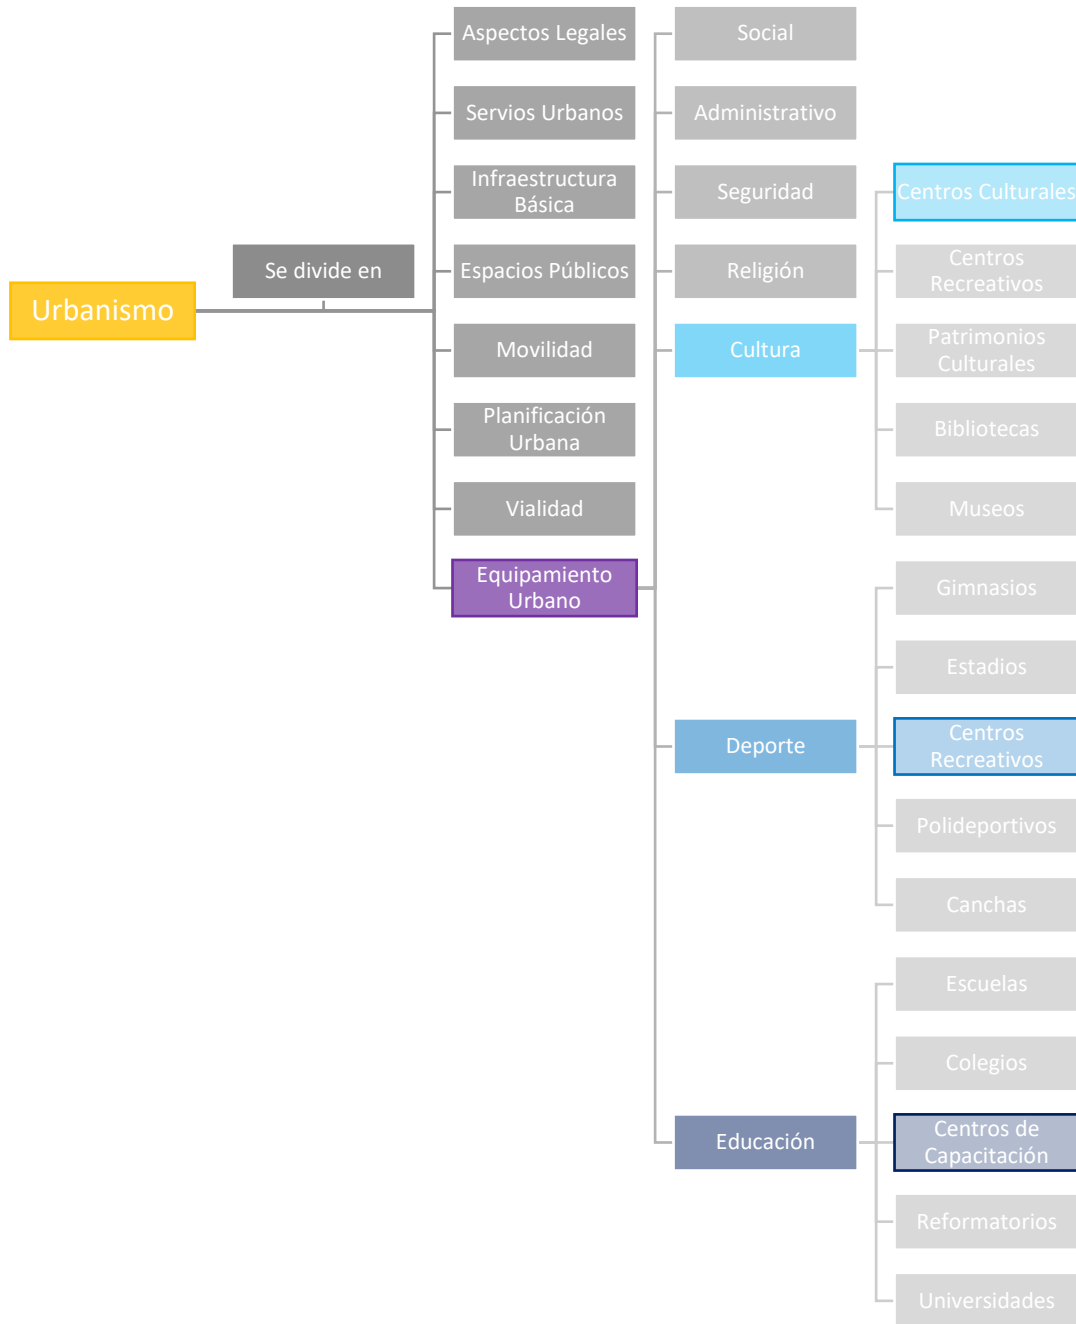 Urbanismo
Se divide en
Aspectos Legales
Servios Urbanos
Infraestructura
Básica
Espacios Públicos
Movilidad
Planificación
Urbana
Vialidad
Equipamiento
Urbano
Social
Administrativo
Seguridad
Religión
Cultura
Centros Culturales
Centros
Recreativos
Patrimonios
Culturales
Bibliotecas
Museos
Deporte
Gimnasios
Estadios
Centros
Recreativos
Polideportivos
Canchas
Educación
Escuelas
Colegios
Centros de
Capacitación
Reformatorios
Universidades